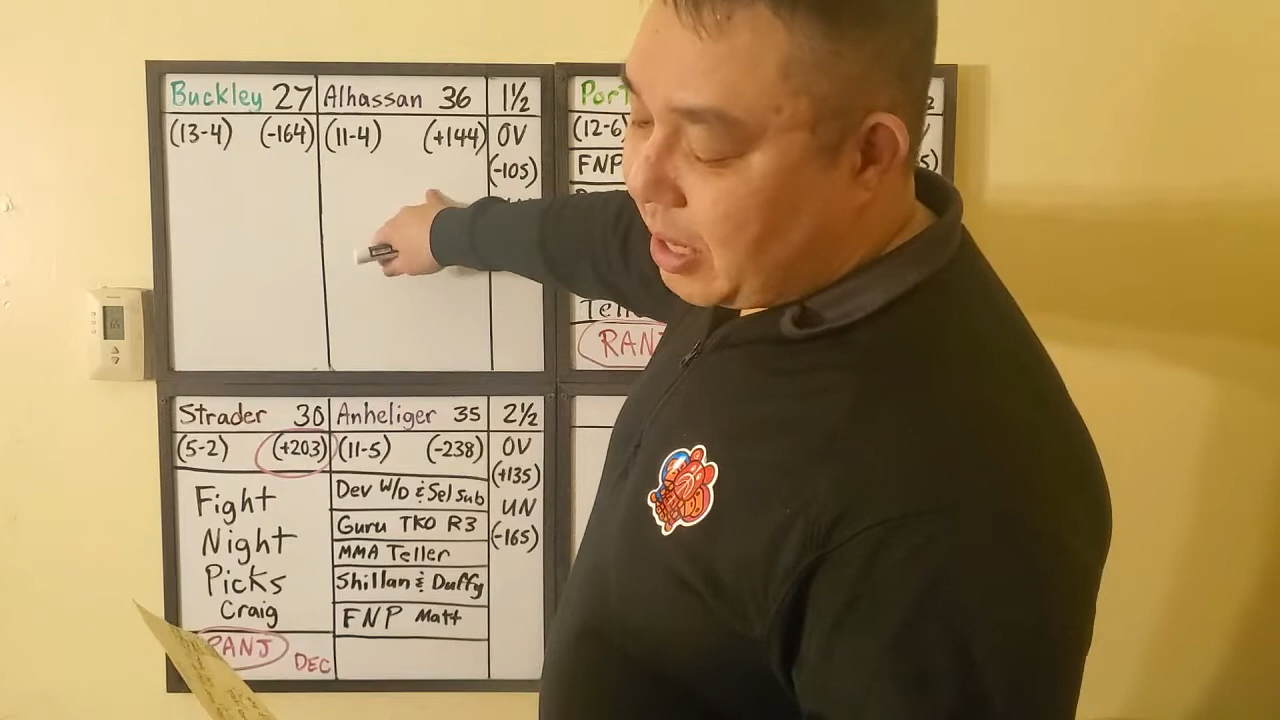 Buckley 27 Alhassan 36 1½
(13-4) (-164) (11-4) (+144) OV
(-105)
Port
(12-6)
FNP
RANJ
Strader 30 Anheliger 35 2½
(5-2) (+203) (11-5) (-238) OV
(+135)
UN
(-165)
Fight
Night
Picks
Craig
RANJ DEC
Dev W/D & Sel Sub
Guru TKO R3
MMA Teller
Shillan & Duffy
FNP Matt